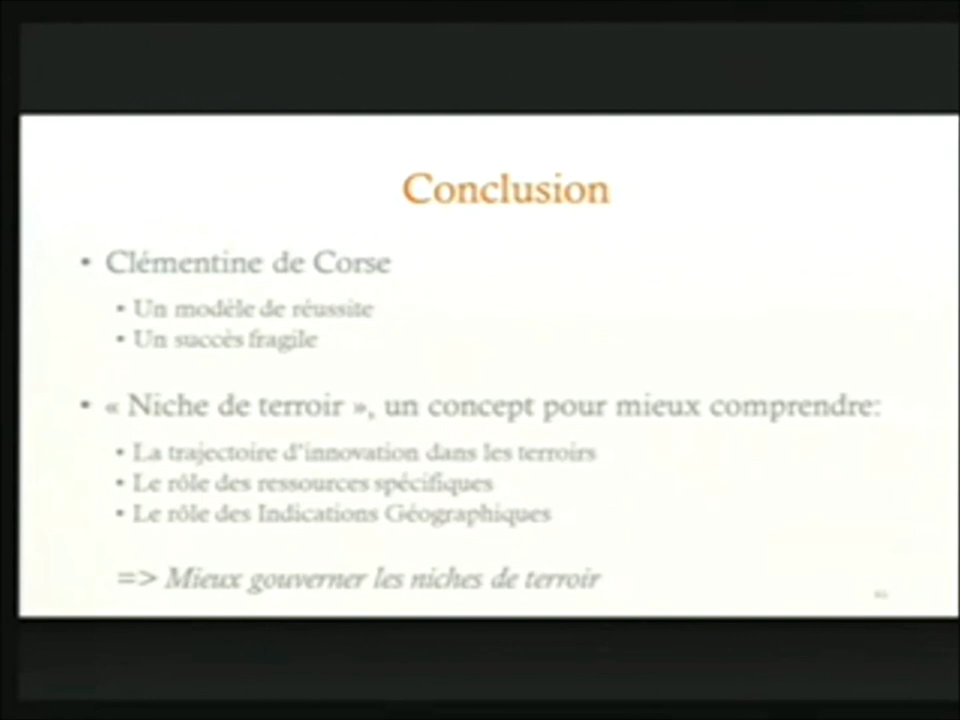 Conclusion
• Clémentine de Corse
• Un modèle de réussite
• Un succès fragile
• « Niche de terroir », un concept pour mieux comprendre:
• La trajectoire d'innovation dans les terroirs
• Le rôle des ressources spécifiques
• Le rôle des Indications Géographiques
=> Mieux gouverner les niches de terroir